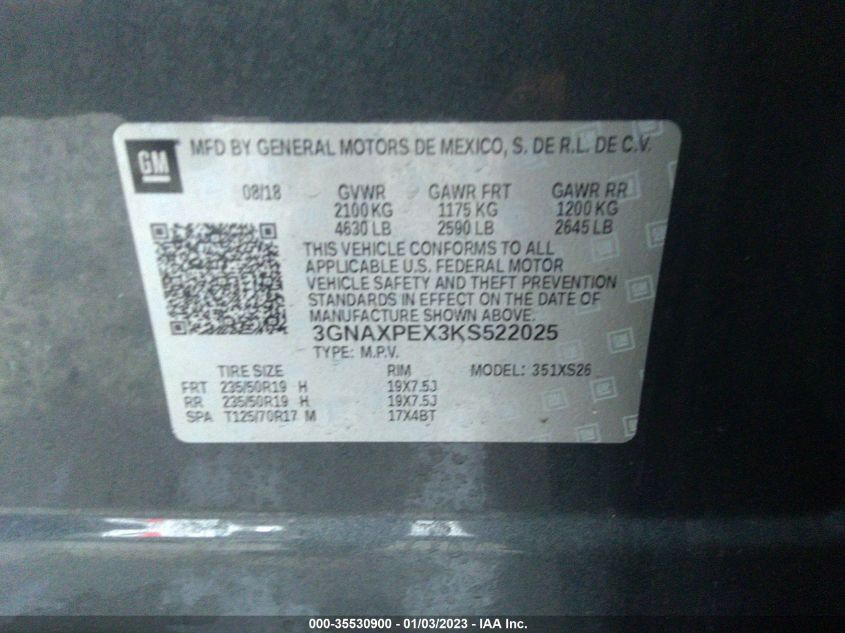 GM
MFD BY GENERAL MOTORS DE MEXICO, S. DE R.L. DE C.V.
08/18 GVWR GAWR FRT GAWR RR
2100 KG 1175 KG 1200 KG
4630 LB 2590 LB 2645 LB
THIS VEHICLE CONFORMS TO ALL
APPLICABLE U.S. FEDERAL MOTOR
VEHICLE SAFETY AND THEFT PREVENTION
STANDARDS IN EFFECT ON THE DATE OF
MANUFACTURE SHOWN ABOVE.
3GNAXPEX3KS522025
TYPE: M.P.V.
TIRE SIZE RIM MODEL: 351XS26
FRT 235/50R19 H 19X7.5J
RR 235/50R19 H 19X7.5J
SPA T125/70R17 M 17X4BT
000-35530900 - 01/03/2023 - IAA Inc.